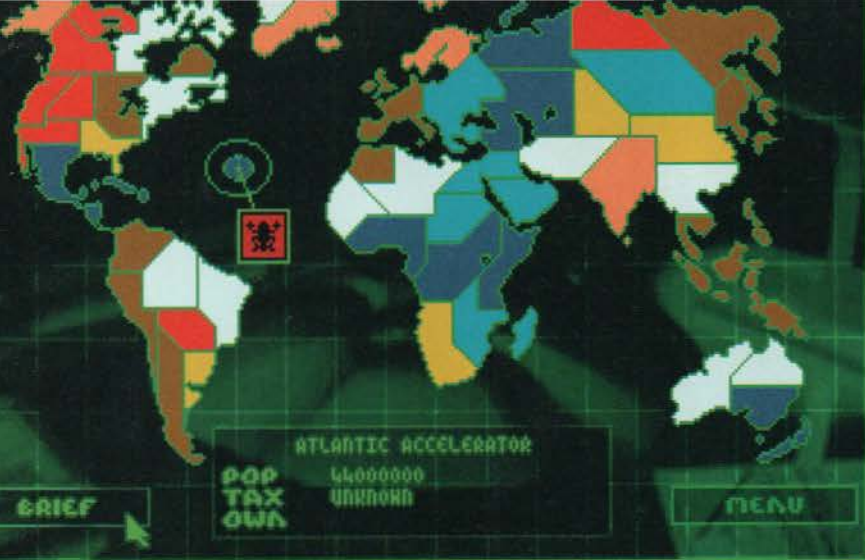 ATLANTIC ACCELERATOR
POP 44000000
TAX UNKNOWN
OWN
BRIEF
MENU